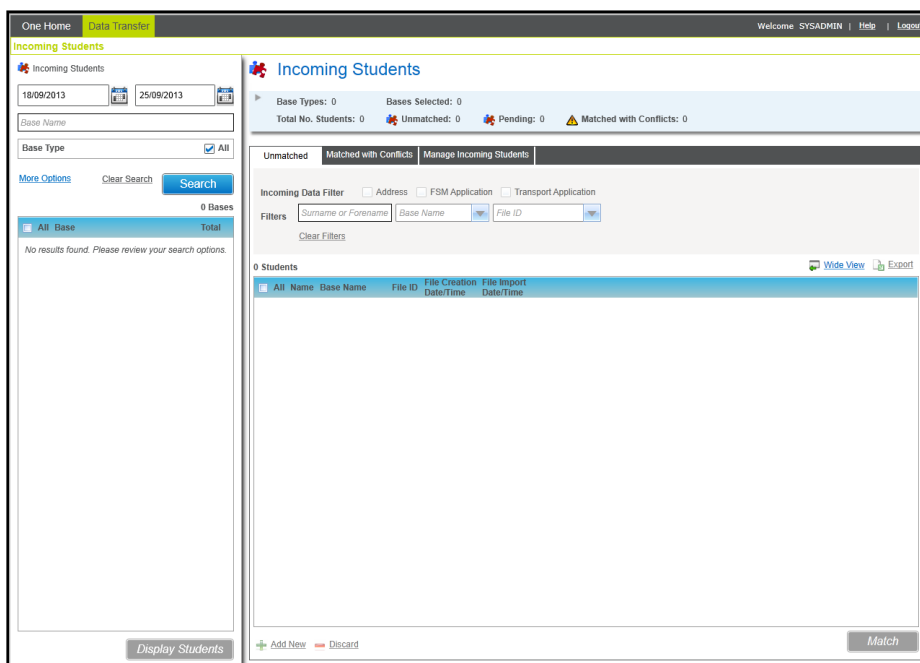 One Home Data Transfer Welcome SYSADMIN | Help | Logout
Incoming Students
Incoming Students
18/09/2013 25/09/2013
Base Name
Base Type All
More Options Clear Search Search
0 Bases
All Base Total
No results found. Please review your search options.
Display Students
Incoming Students
Base Types: 0 Bases Selected: 0
Total No. Students: 0 Unmatched: 0 Pending: 0 Matched with Conflicts: 0
Unmatched Matched with Conflicts Manage Incoming Students
Incoming Data Filter Address FSM Application Transport Application
Filters Surname or Forename Base Name File ID
Clear Filters
0 Students Wide View Export
All Name Base Name File ID File Creation Date/Time File Import Date/Time
Add New Discard Match